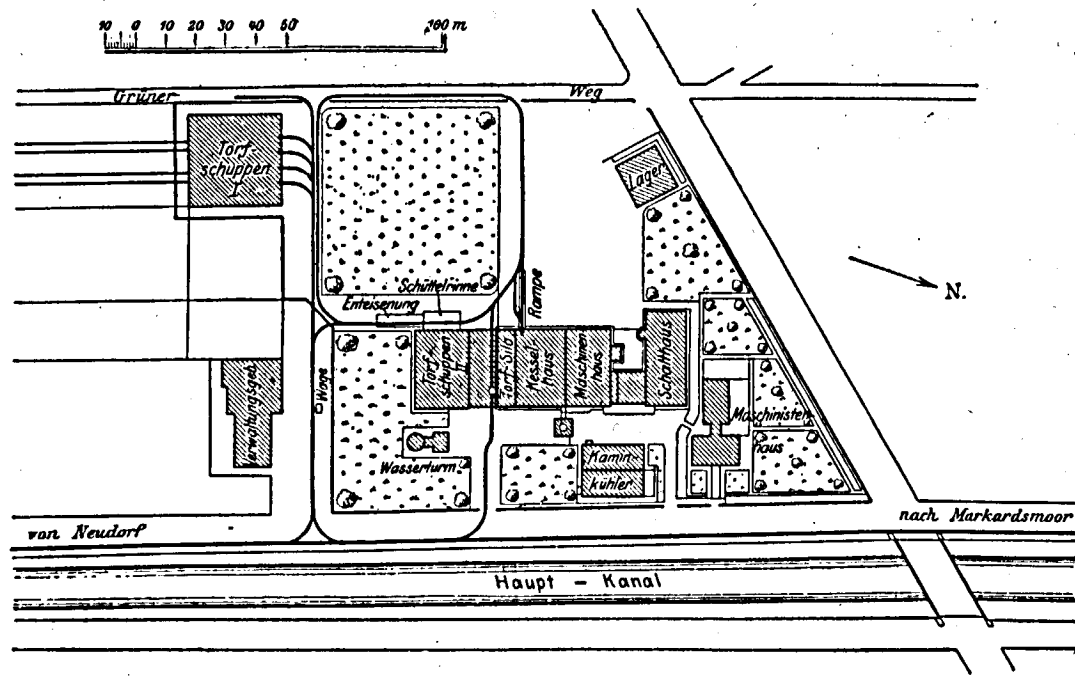 10 0 10 20 30 40 50 100 m
Grüner Weg
Torf-
schuppen
I
Lager
N.
Schüttelrinne
Enteisenung
Rampe
Torf-
schuppen
II
Torf-Silo
Kessel-
haus
Maschinen
haus
Schalthaus
Wage
Verwaltungsgeb.
Maschinisten
haus
Wasserturm
Kamin-
kühler
von Neudorf
nach Markardsmoor
Haupt - Kanal